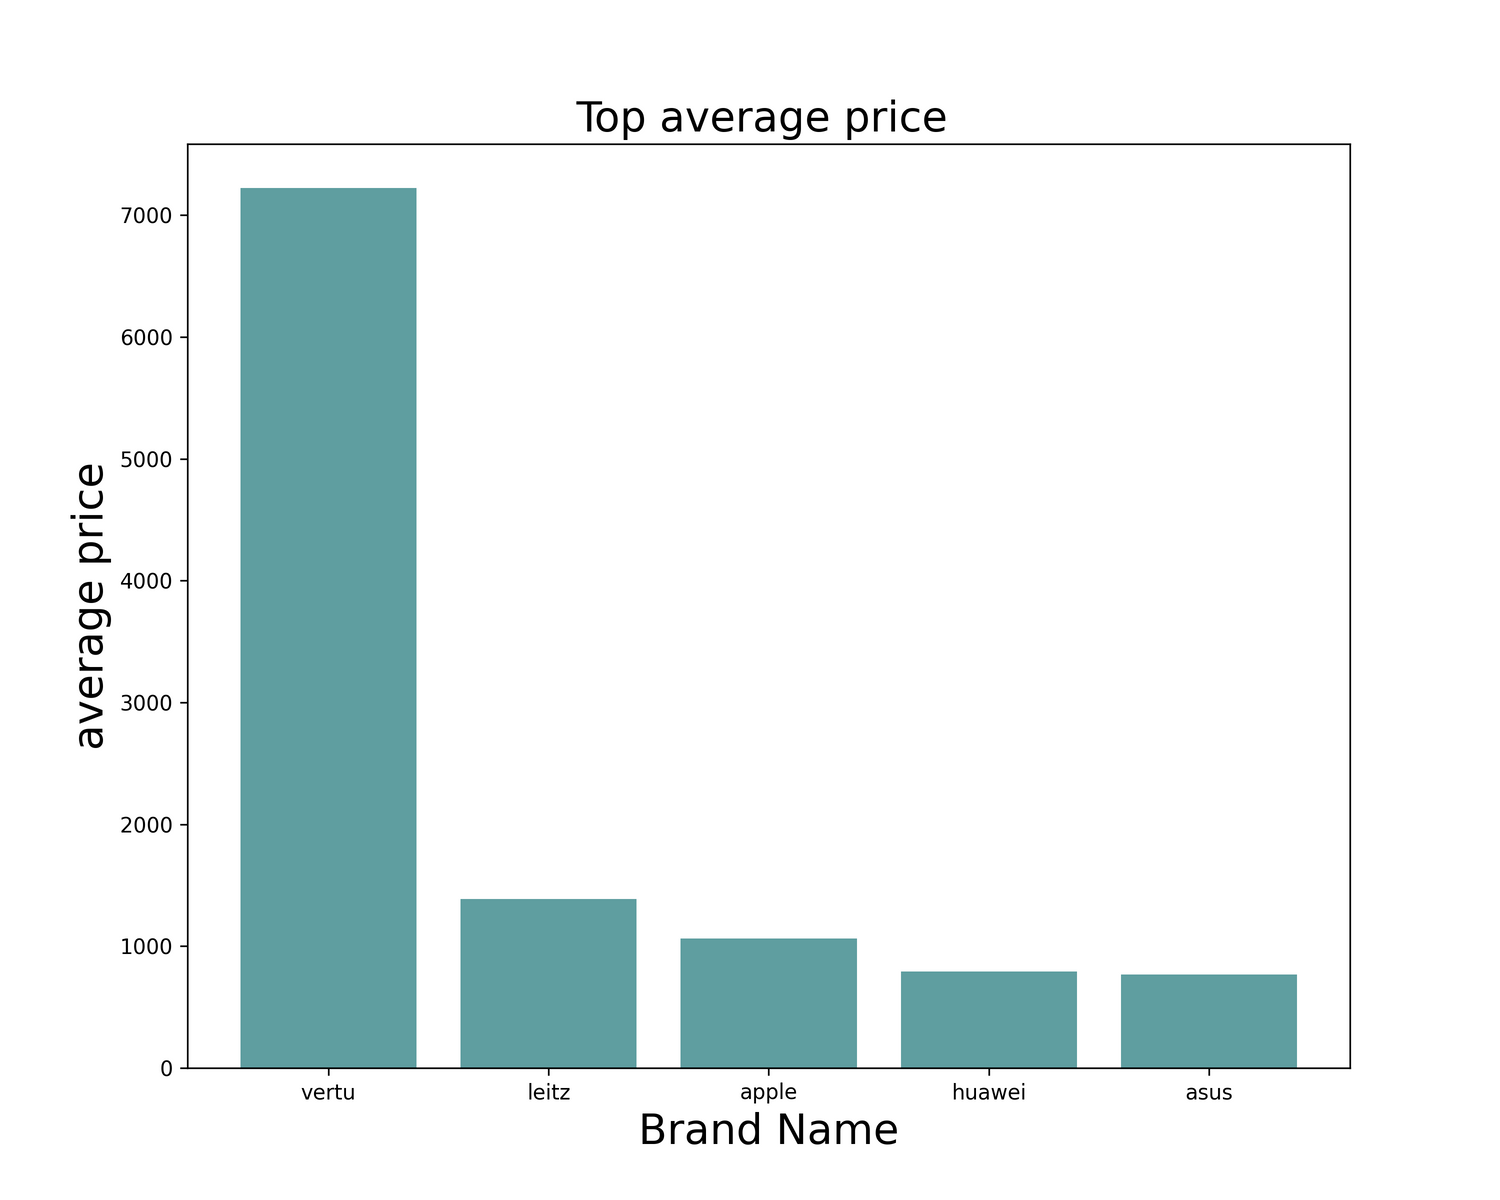 Top average price
average price
7000
6000
5000
4000
3000
2000
1000
0
vertu leitz apple huawei asus
Brand Name